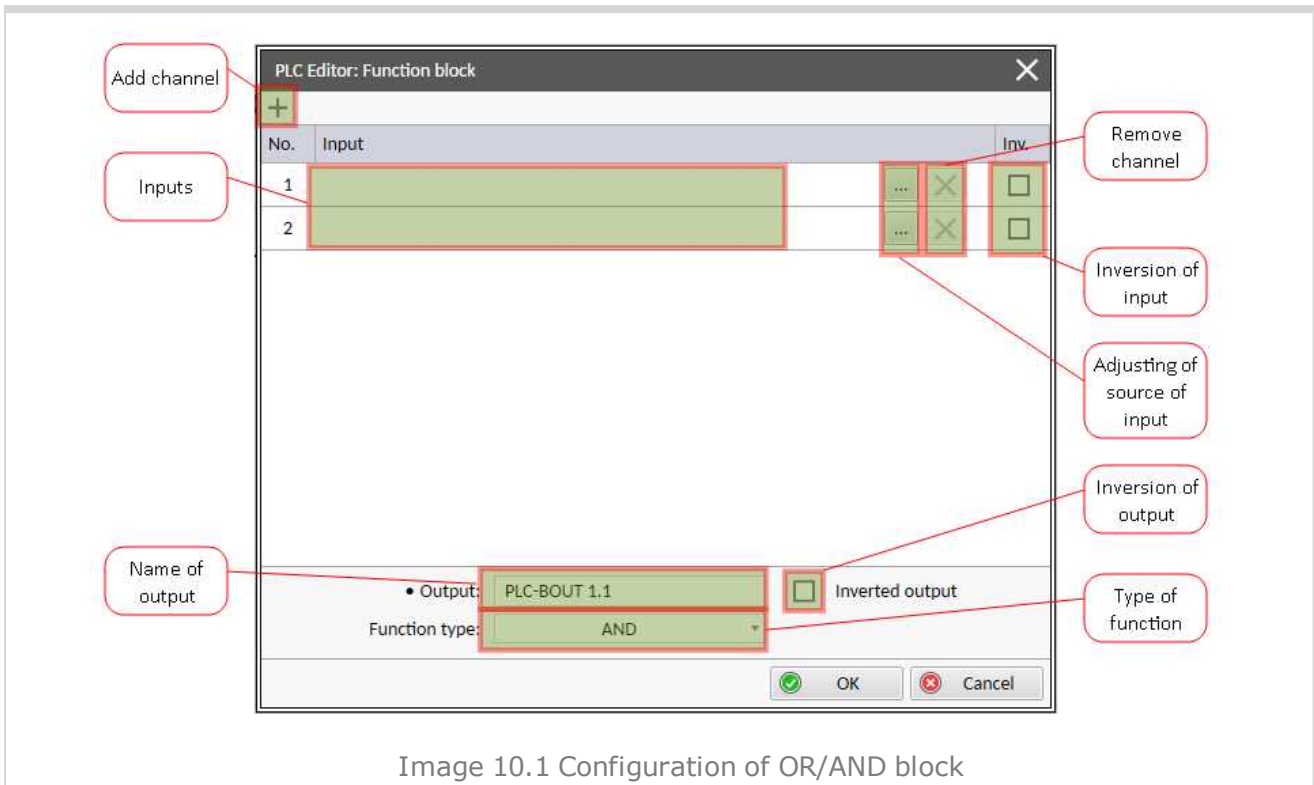 Add channel
PLC Editor: Function block
+
No. Input Inv.
Remove
channel
Inputs
1 ...
2 ...
Inversion of
input
Adjusting of
source of
input
Inversion of
output
Name of
output
• Output: PLC-BOUT 1.1 Inverted output
Function type: AND
Type of
function
OK Cancel
Image 10.1 Configuration of OR/AND block